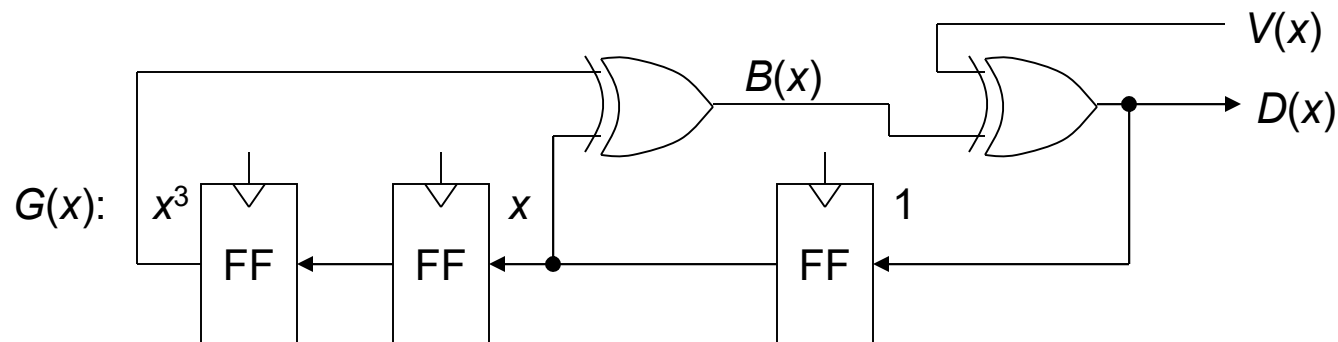 V(x)
B(x)
D(x)
G(x): x³ x 1
FF FF FF